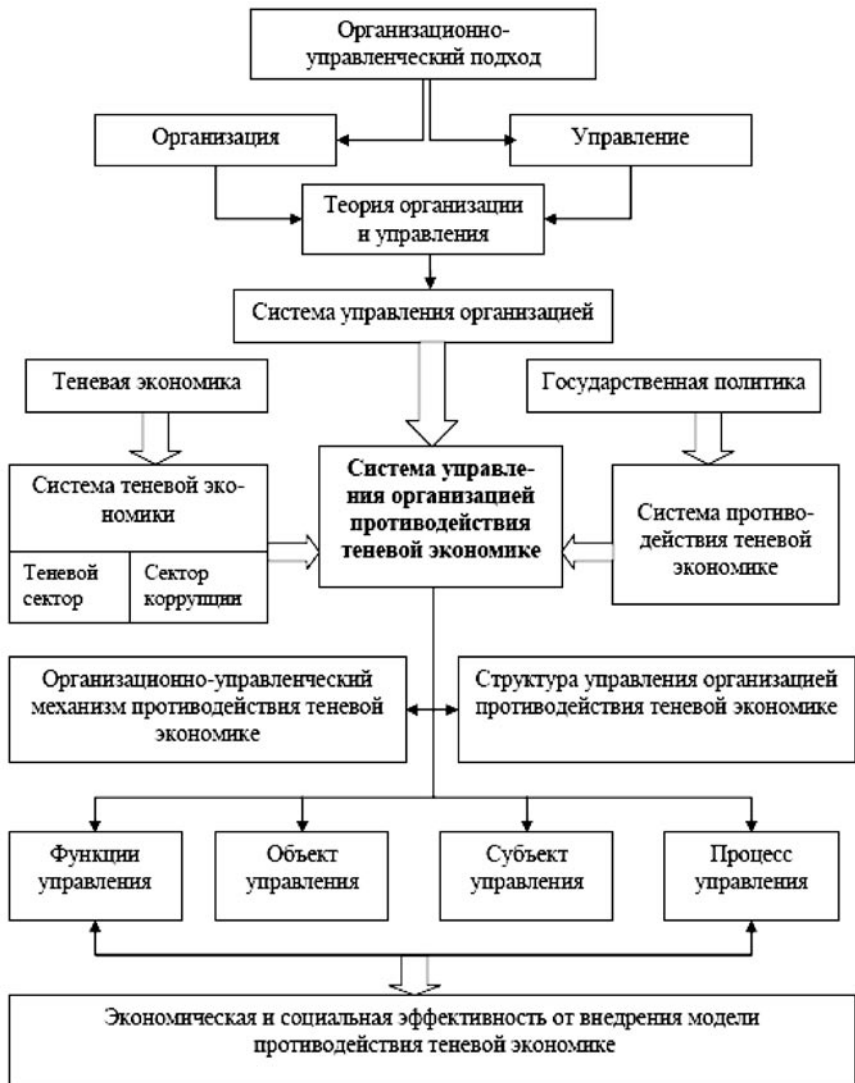 Организационно-
управленческий подход
Организация
Управление
Теория организации
и управления
Система управления организацией
Теневая экономика
Государственная политика
Система теневой эко-
номики
Теневой
сектор
Сектор
коррупции
Система управле-
ния организацией
противодействия
теневой экономике
Система противо-
действия теневой
экономике
Организационно-управленческий
механизм противодействия теневой
экономике
Структура управления организацией
противодействия теневой экономике
Функции
управления
Объект
управления
Субъект
управления
Процесс
управления
Экономическая и социальная эффективность от внедрения модели
противодействия теневой экономике